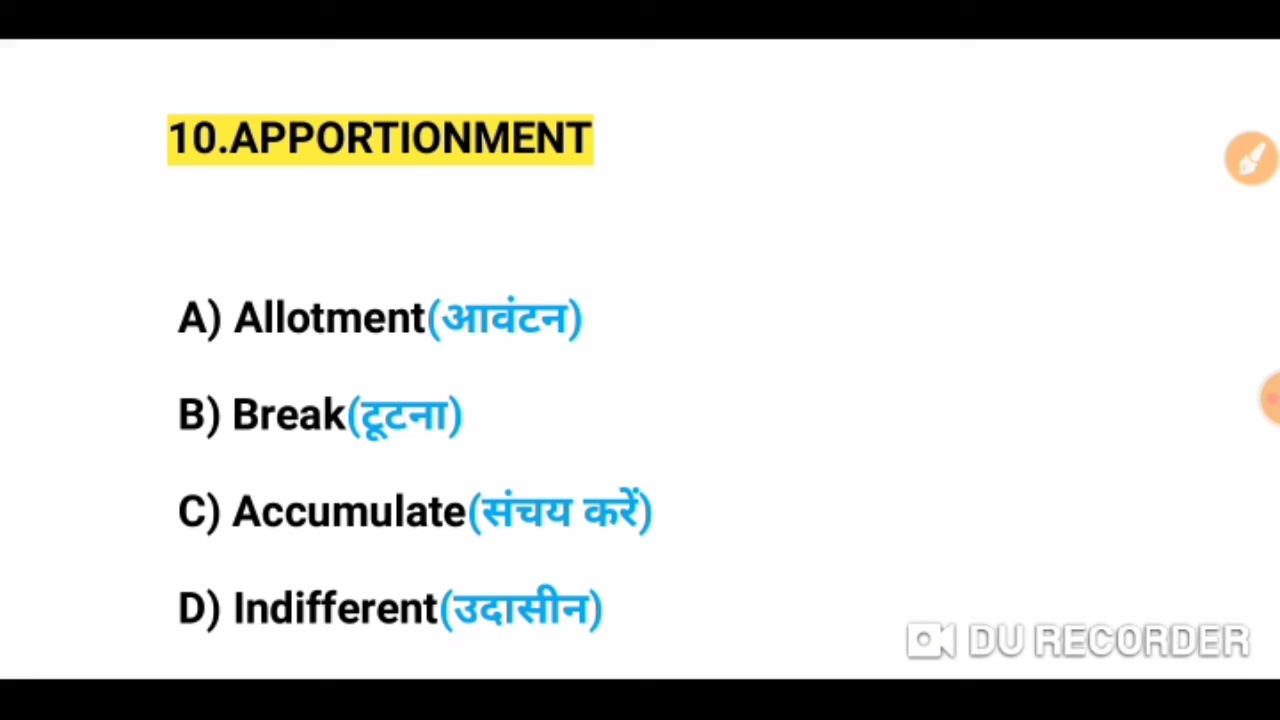 10.APPORTIONMENT
A) Allotment(आवंटन)
B) Break(टूटना)
C) Accumulate(संचय करें)
D) Indifferent(उदासीन)
DU RECORDER